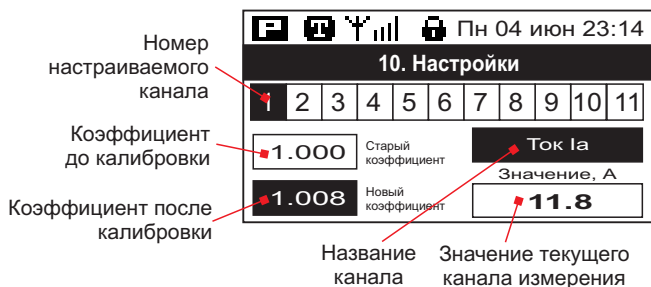 Пн 04 июн 23:14
10. Настройки
1 2 3 4 5 6 7 8 9 10 11
1.000
Старый
коэффициент
Ток Ia
Значение, А
1.008
Новый
коэффициент
11.8
Номер
настраиваемого
канала
Коэффициент
до калибровки
Коэффициент после
калибровки
Название
канала
Значение текущего
канала измерения